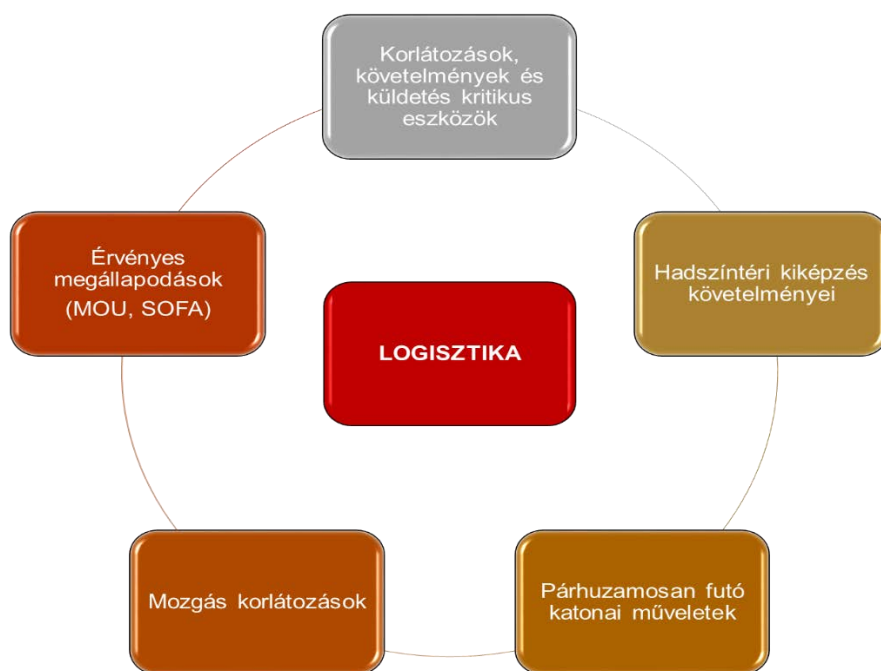 Korlátozások,
követelmények és
küldetés kritikus
eszközök
Érvényes
megállapodások
(MOU, SOFA)
Hadszíntéri kiképzés
követelményei
LOGISZTIKA
Mozgás korlátozások
Párhuzamosan futó
katonai műveletek